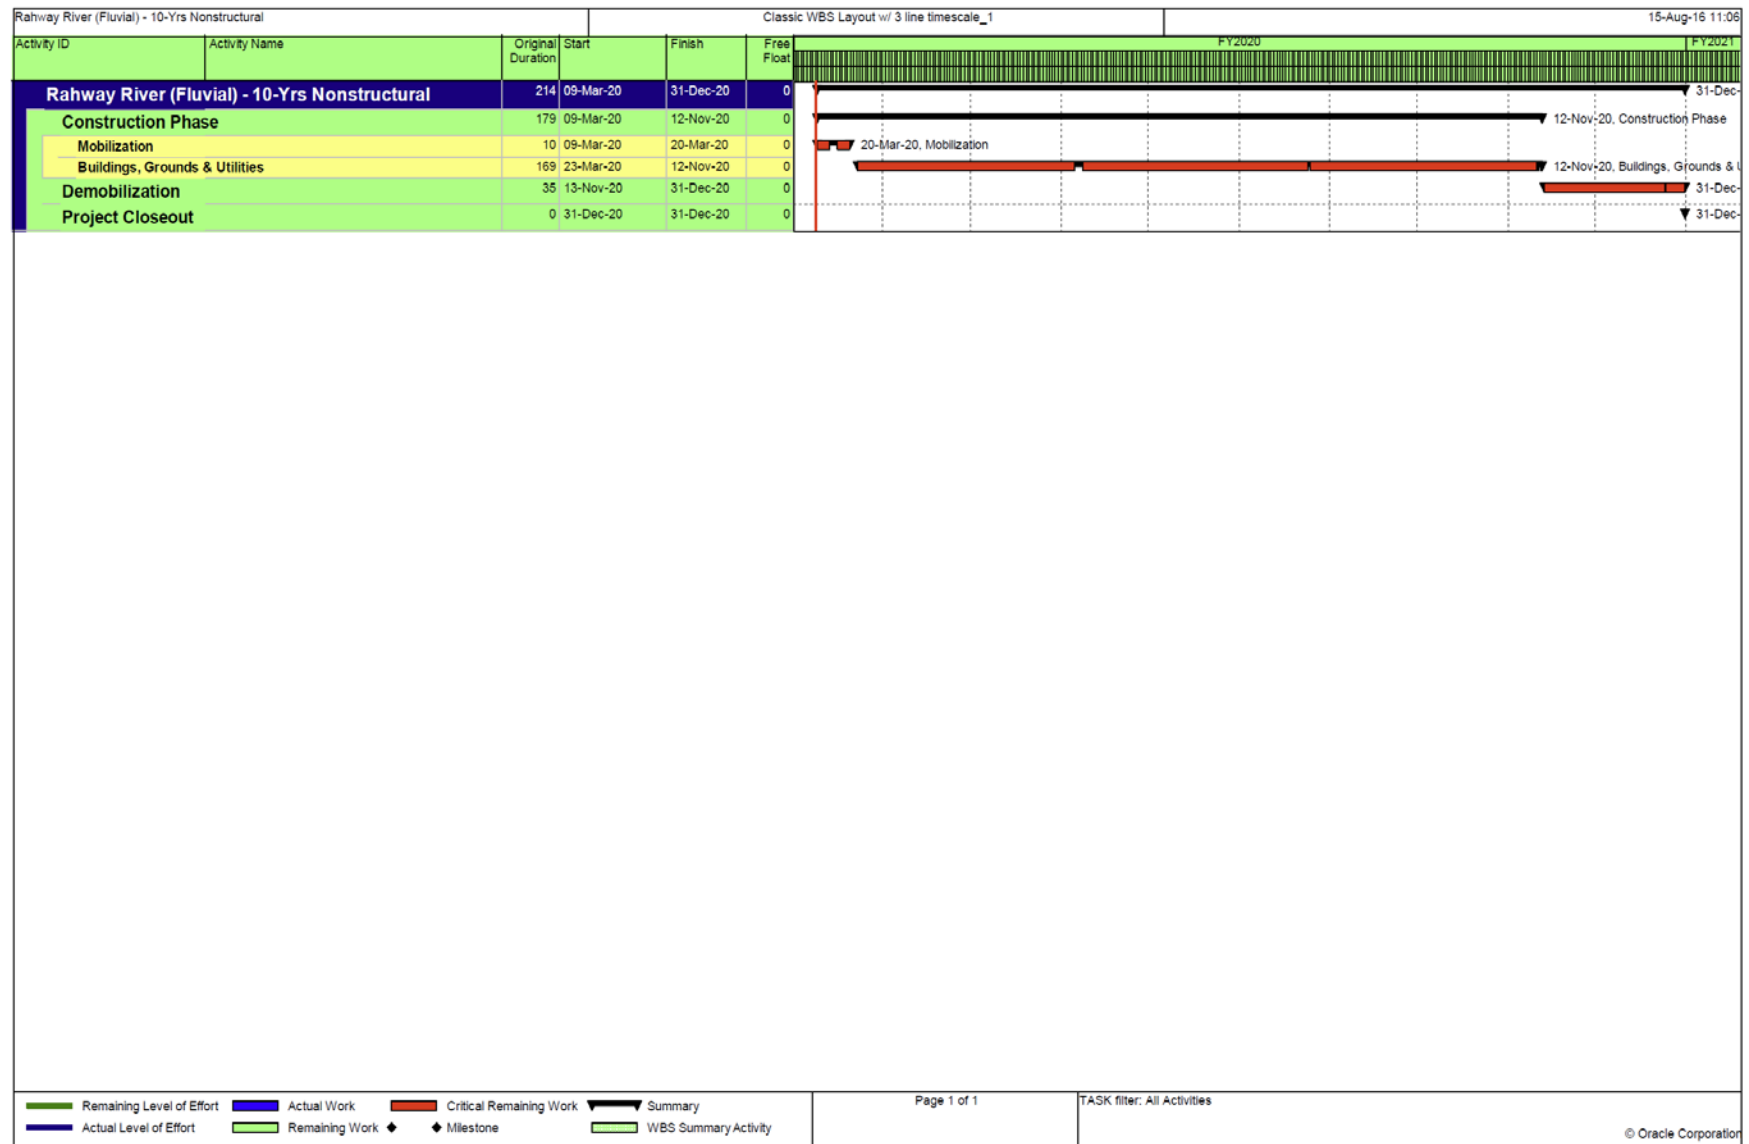 Rahway River (Fluvial) - 10-Yrs Nonstructural Classic WBS Layout w/ 3 line timescale_1 15-Aug-16 11:06
Activity ID Activity Name Original Duration Start Finish Free Float FY2020 FY2021
Rahway River (Fluvial) - 10-Yrs Nonstructural 214 09-Mar-20 31-Dec-20 0 31-Dec-
Construction Phase 179 09-Mar-20 12-Nov-20 0 12-Nov-20, Construction Phase
Mobilization 10 09-Mar-20 20-Mar-20 0 20-Mar-20, Mobilization
Buildings, Grounds & Utilities 169 23-Mar-20 12-Nov-20 0 12-Nov-20, Buildings, Grounds &
Demobilization 35 13-Nov-20 31-Dec-20 0 31-Dec-
Project Closeout 0 31-Dec-20 31-Dec-20 0 31-Dec-
Remaining Level of Effort Actual Work Critical Remaining Work Summary Page 1 of 1 TASK filter: All Activities
Actual Level of Effort Remaining Work Milestone WBS Summary Activity
© Oracle Corporation